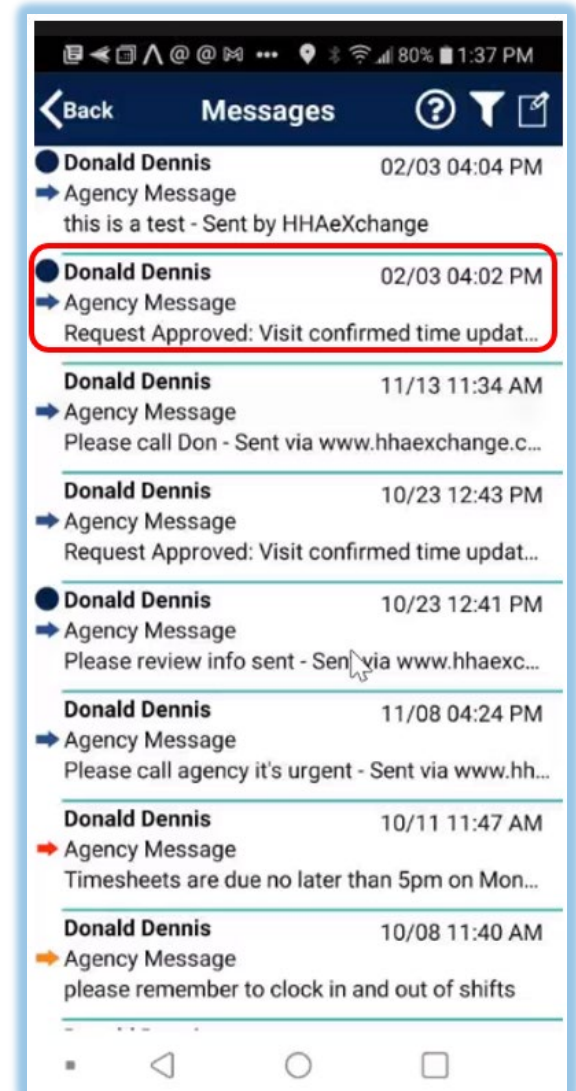 80% 1:37 PM
Back Messages ?
Donald Dennis 02/03 04:04 PM
Agency Message
this is a test - Sent by HHAeXchange
Donald Dennis 02/03 04:02 PM
Agency Message
Request Approved: Visit confirmed time updat...
Donald Dennis 11/13 11:34 AM
Agency Message
Please call Don - Sent via www.hhaexchange.c...
Donald Dennis 10/23 12:43 PM
Agency Message
Request Approved: Visit confirmed time updat...
Donald Dennis 10/23 12:41 PM
Agency Message
Please review info sent - Sent via www.hhaexc...
Donald Dennis 11/08 04:24 PM
Agency Message
Please call agency it's urgent - Sent via www.hh...
Donald Dennis 10/11 11:47 AM
Agency Message
Timesheets are due no later than 5pm on Mon...
Donald Dennis 10/08 11:40 AM
Agency Message
please remember to clock in and out of shifts